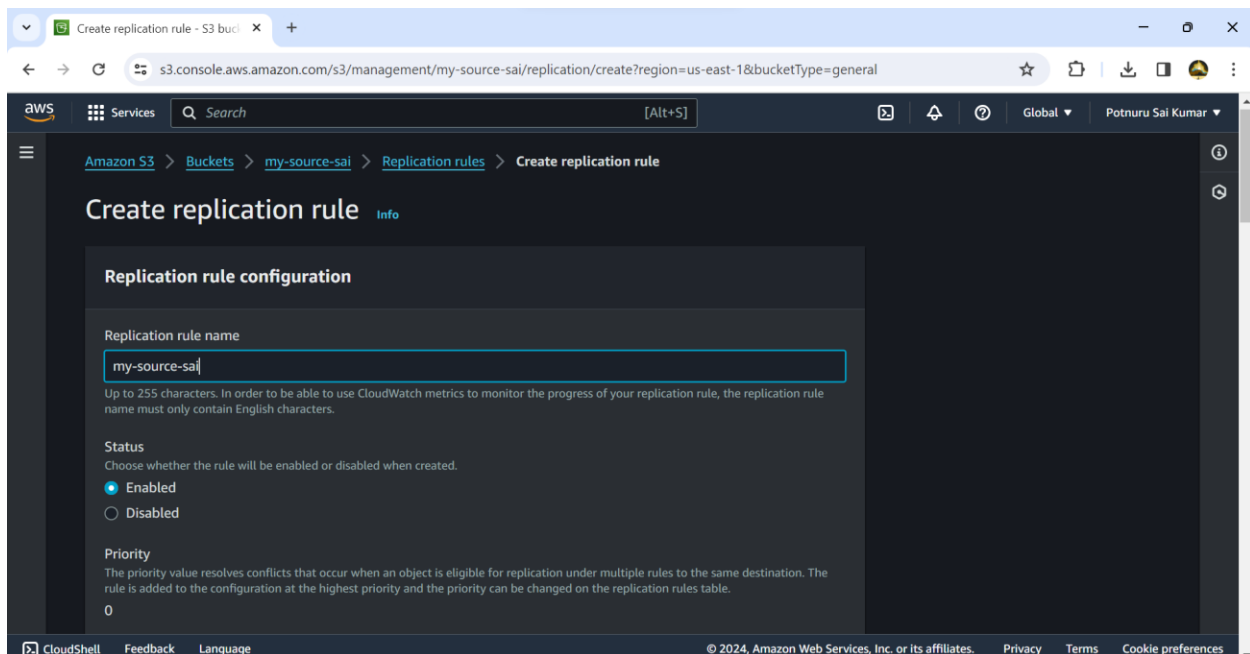 Create replication rule - S3 buc
s3.console.aws.amazon.com/s3/management/my-source-sai/replication/create?region=us-east-1&bucketType=general
aws Services Search [Alt+S] Global Potnuru Sai Kumar
Amazon S3 > Buckets > my-source-sai > Replication rules > Create replication rule
Create replication rule Info
Replication rule configuration
Replication rule name
my-source-sai
Up to 255 characters. In order to be able to use CloudWatch metrics to monitor the progress of your replication rule, the replication rule
name must only contain English characters.
Status
Choose whether the rule will be enabled or disabled when created.
Enabled
Disabled
Priority
The priority value resolves conflicts that occur when an object is eligible for replication under multiple rules to the same destination. The
rule is added to the configuration at the highest priority and the priority can be changed on the replication rules table.
0
CloudShell Feedback Language © 2024, Amazon Web Services, Inc. or its affiliates. Privacy Terms Cookie preferences